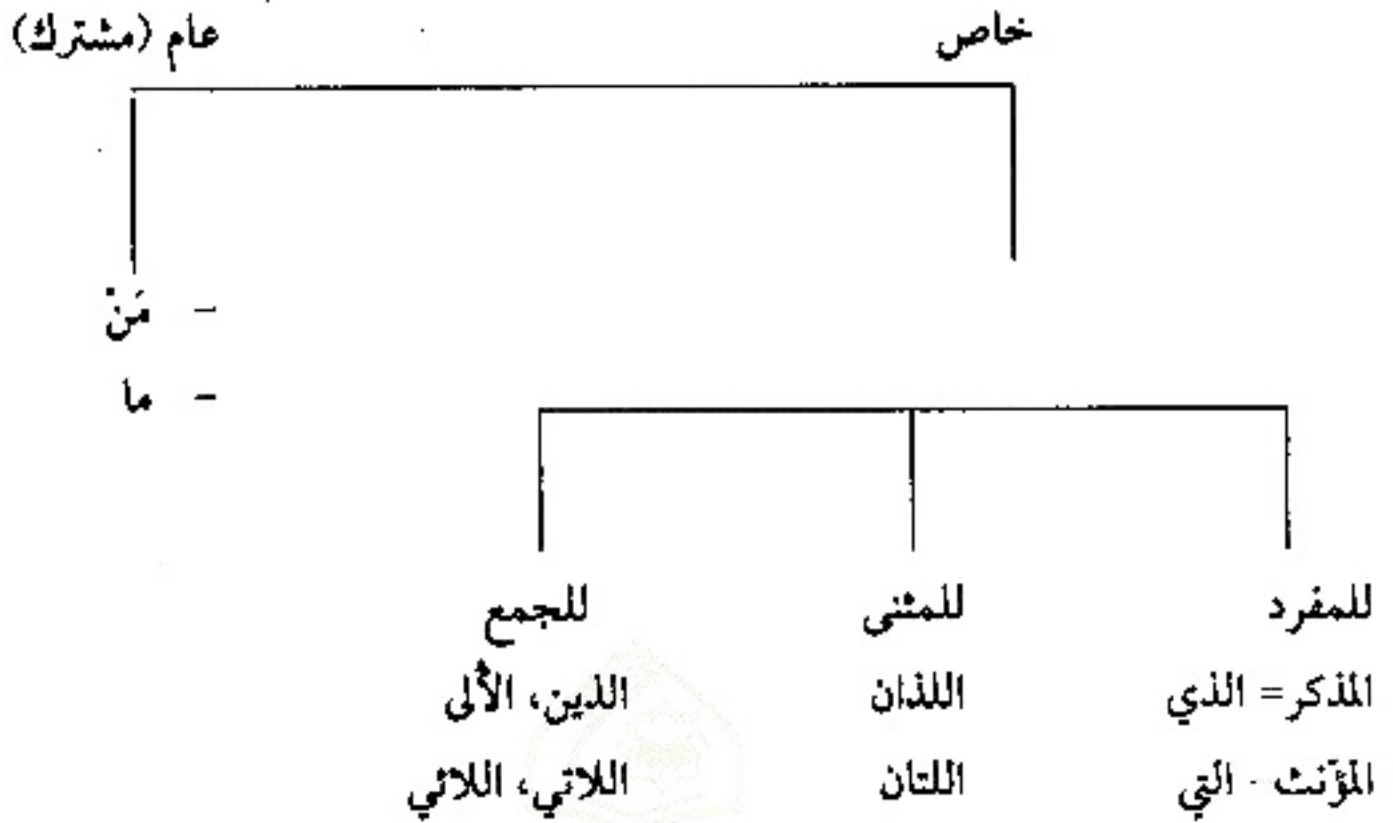 خاص عام (مشترك)
- مَنْ
- ما
للمفرد للمثنى للجمع
المذكر= الذي اللذان الذين، الألى
المؤنث - التي اللتان اللاتي، اللائي